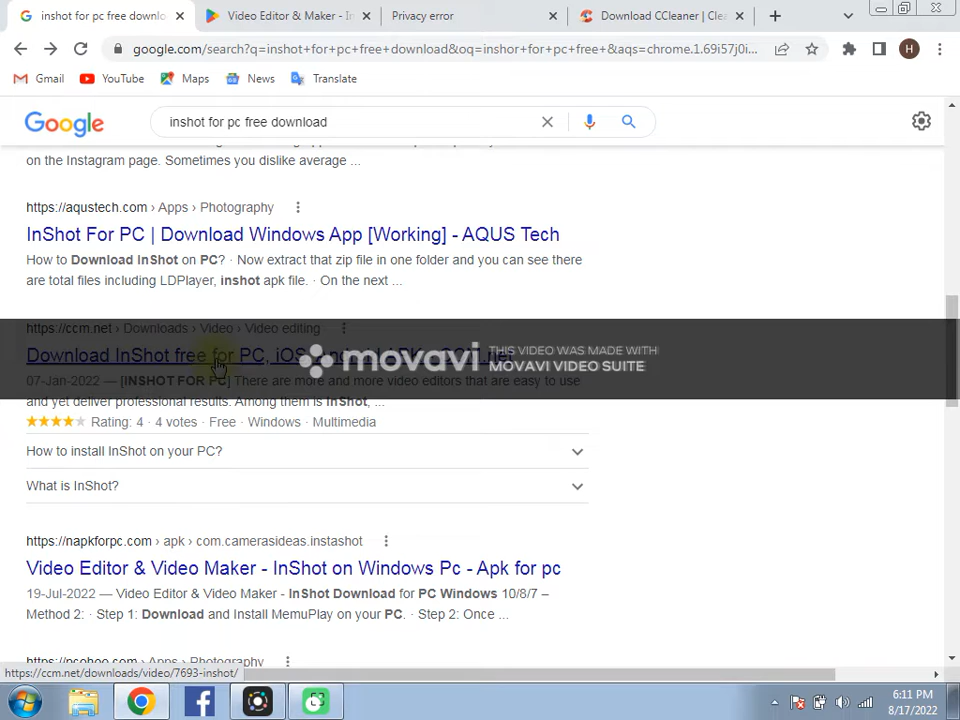 inshot for pc free downlo
Video Editor & Maker - In
Privacy error
Download CCleaner | Clea
google.com/search?q=inshot+for+pc+free+download&oq=inshor+for+pc+free+&aqs=chrome.1.69i57j0i...
H
Gmail
YouTube
Maps
News
Translate
Google
inshot for pc free download
on the Instagram page. Sometimes you dislike average ...
https://aqustech.com › Apps › Photography
InShot For PC | Download Windows App [Working] - AQUS Tech
How to Download InShot on PC? · Now extract that zip file in one folder and you can see there
are total files including LDPlayer, inshot apk file. · On the next ...
https://ccm.net › Downloads › Video › Video editing
Download InShot free for PC, iOS, Android APK - CCM.net
movavi
THIS VIDEO WAS MADE WITH
MOVAVI VIDEO SUITE
07-Jan-2022 — [INSHOT FOR PC] There are more and more video editors that are easy to use
and yet deliver professional results. Among them is InShot, ...
Rating: 4 · 4 votes · Free · Windows · Multimedia
How to install InShot on your PC?
What is InShot?
https://napkforpc.com › apk › com.camerasideas.instashot
Video Editor & Video Maker - InShot on Windows Pc - Apk for pc
19-Jul-2022 — Video Editor & Video Maker - InShot Download for PC Windows 10/8/7 –
Method 2: · Step 1: Download and Install MemuPlay on your PC. · Step 2: Once ...
https://pcohoo.com › Apps › Photography
https://ccm.net/downloads/video/7693-inshot/
6:11 PM
8/17/2022